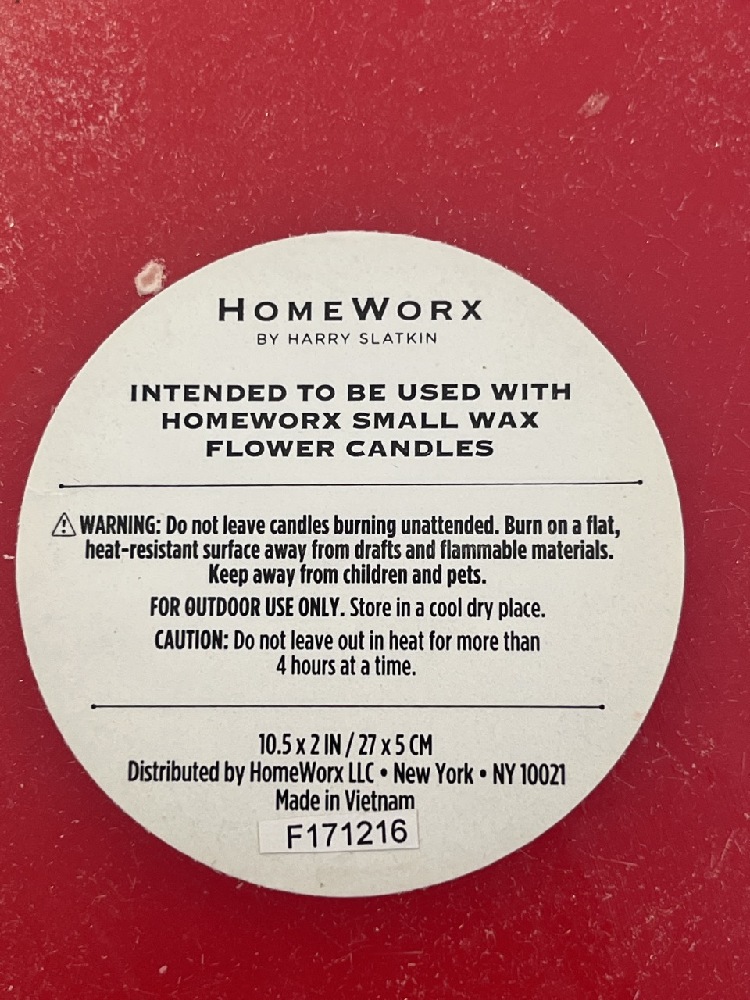 HOMEWORX
BY HARRY SLATKIN
INTENDED TO BE USED WITH
HOMEWORX SMALL WAX
FLOWER CANDLES
⚠ WARNING: Do not leave candles burning unattended. Burn on a flat,
heat-resistant surface away from drafts and flammable materials.
Keep away from children and pets.
FOR OUTDOOR USE ONLY. Store in a cool dry place.
CAUTION: Do not leave out in heat for more than
4 hours at a time.
10.5 x 2 IN / 27 x 5 CM
Distributed by HomeWorx LLC • New York • NY 10021
Made in Vietnam
F171216